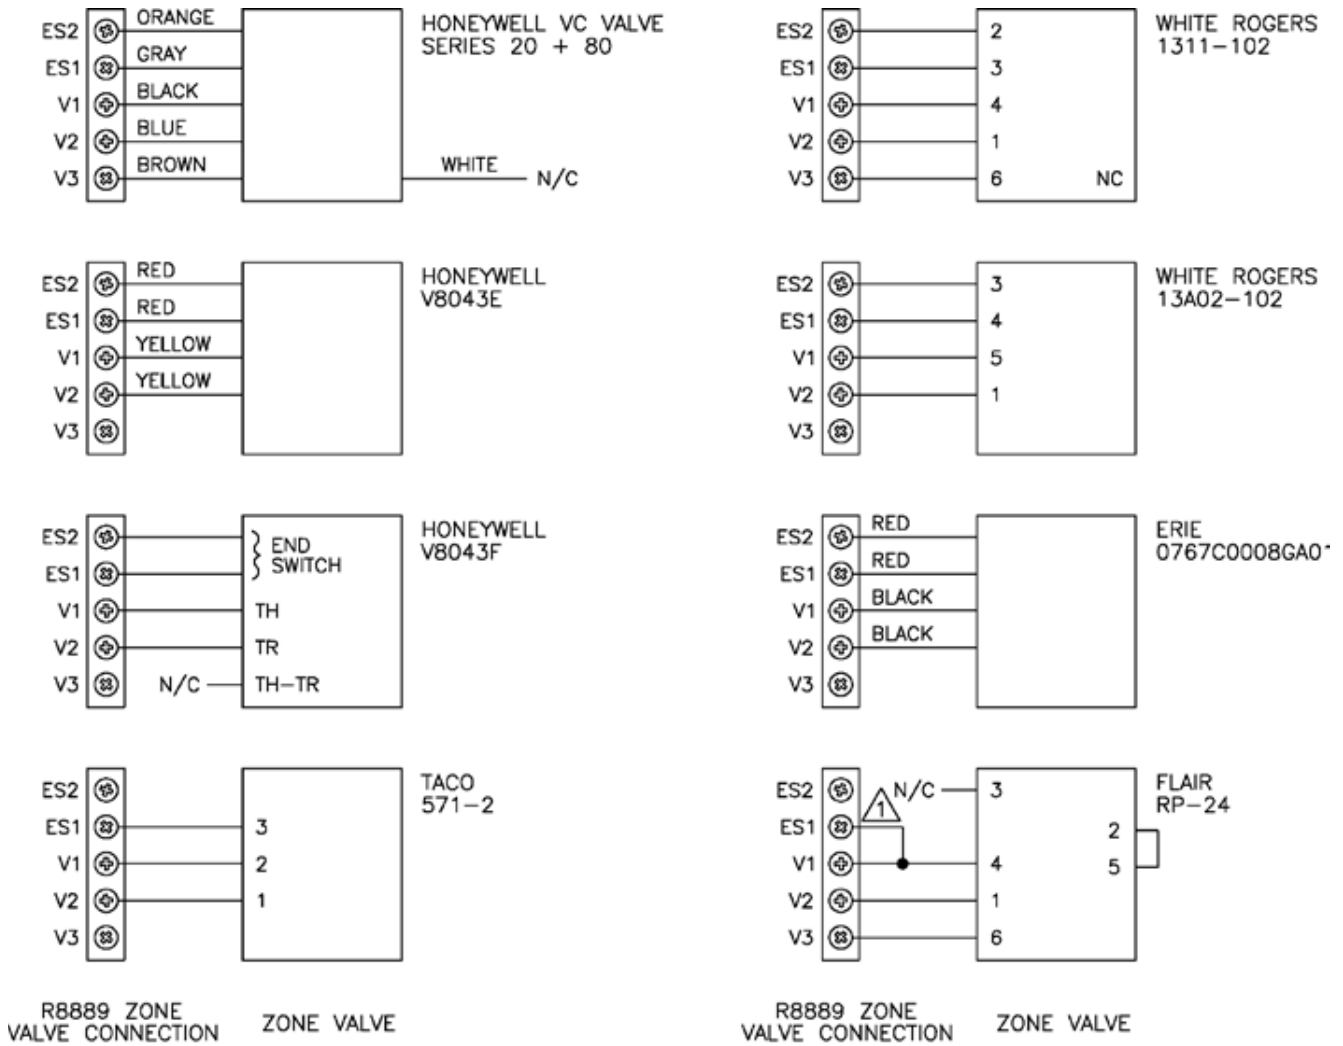 ES2 ORANGE
ES1 GRAY
V1 BLACK
V2 BLUE
V3 BROWN
WHITE N/C
HONEYWELL VC VALVE
SERIES 20 + 80
ES2 2
ES1 3
V1 4
V2 1
V3 6 NC
WHITE ROGERS
1311-102
ES2 RED
ES1 RED
V1 YELLOW
V2 YELLOW
V3
HONEYWELL
V8043E
ES2 3
ES1 4
V1 5
V2 1
V3
WHITE ROGERS
13A02-102
ES2
ES1
END
SWITCH
V1 TH
V2 TR
V3 N/C TH-TR
HONEYWELL
V8043F
ES2 RED
ES1 RED
V1 BLACK
V2 BLACK
V3
ERIE
0767C0008GA01
ES2
ES1 3
V1 2
V2 1
V3
TACO
571-2
ES2 1 N/C 3
ES1 2
V1 4 5
V2 1
V3 6
FLAIR
RP-24
R8889 ZONE
VALVE CONNECTION
ZONE VALVE
R8889 ZONE
VALVE CONNECTION
ZONE VALVE